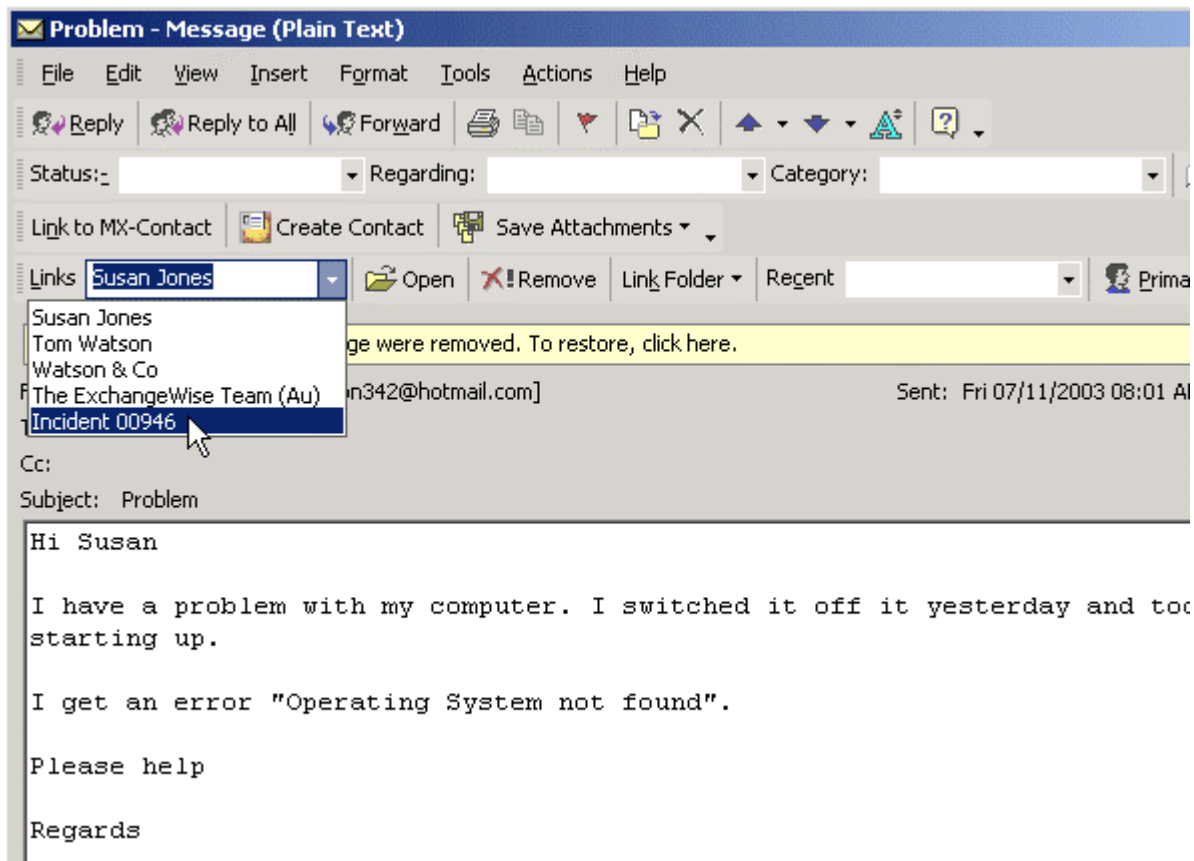 Problem - Message (Plain Text)
File Edit View Insert Format Tools Actions Help
Reply Reply to All Forward
Status:- Regarding: Category:
Link to MX-Contact Create Contact Save Attachments
Links Susan Jones Open Remove Link Folder Recent
Susan Jones
Tom Watson
Watson & Co
were removed. To restore, click here.
The ExchangeWise Team (Au) n342@hotmail.com] Sent: Fri 07/11/2003 08:01
Incident 00946
Cc:
Subject: Problem
Hi Susan
I have a problem with my computer. I switched it off it yesterday and
starting up.
I get an error "Operating System not found".
Please help
Regards